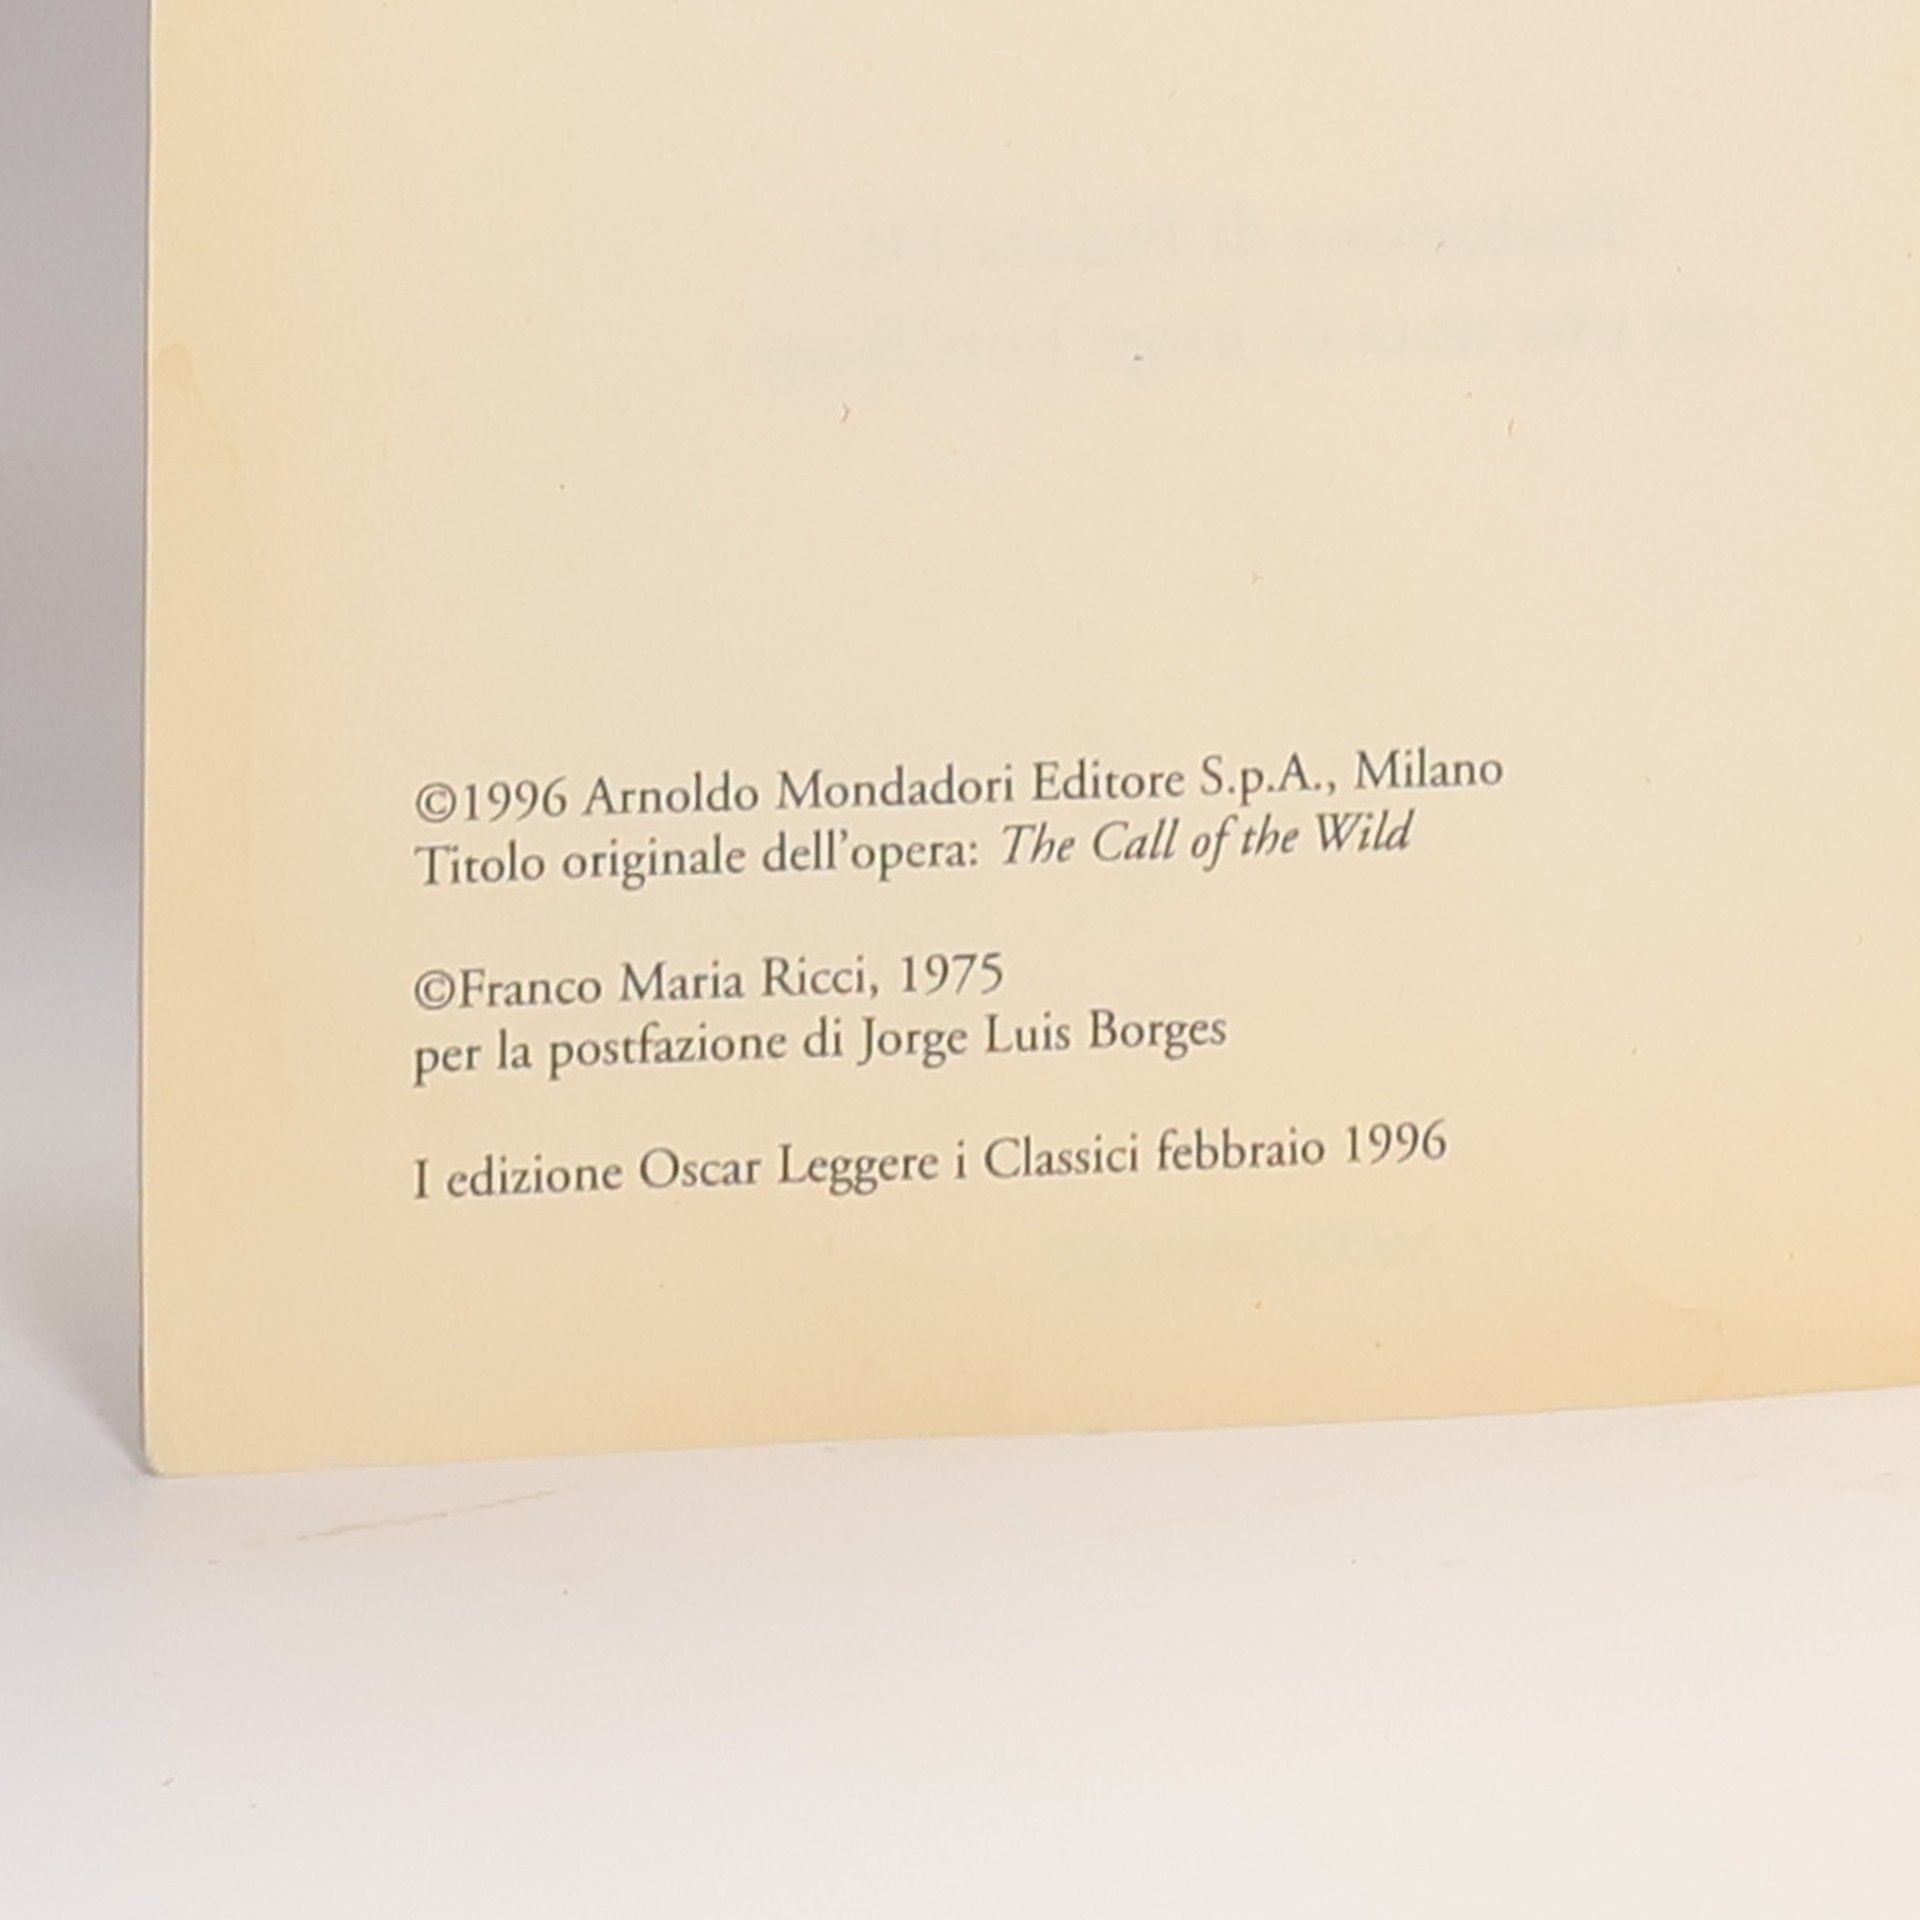 ©1996 Arnoldo Mondadori Editore S.p.A., Milano
Titolo originale dell'opera: The Call of the Wild
©Franco Maria Ricci, 1975
per la postfazione di Jorge Luis Borges
I edizione Oscar Leggere i Classici febbraio 1996